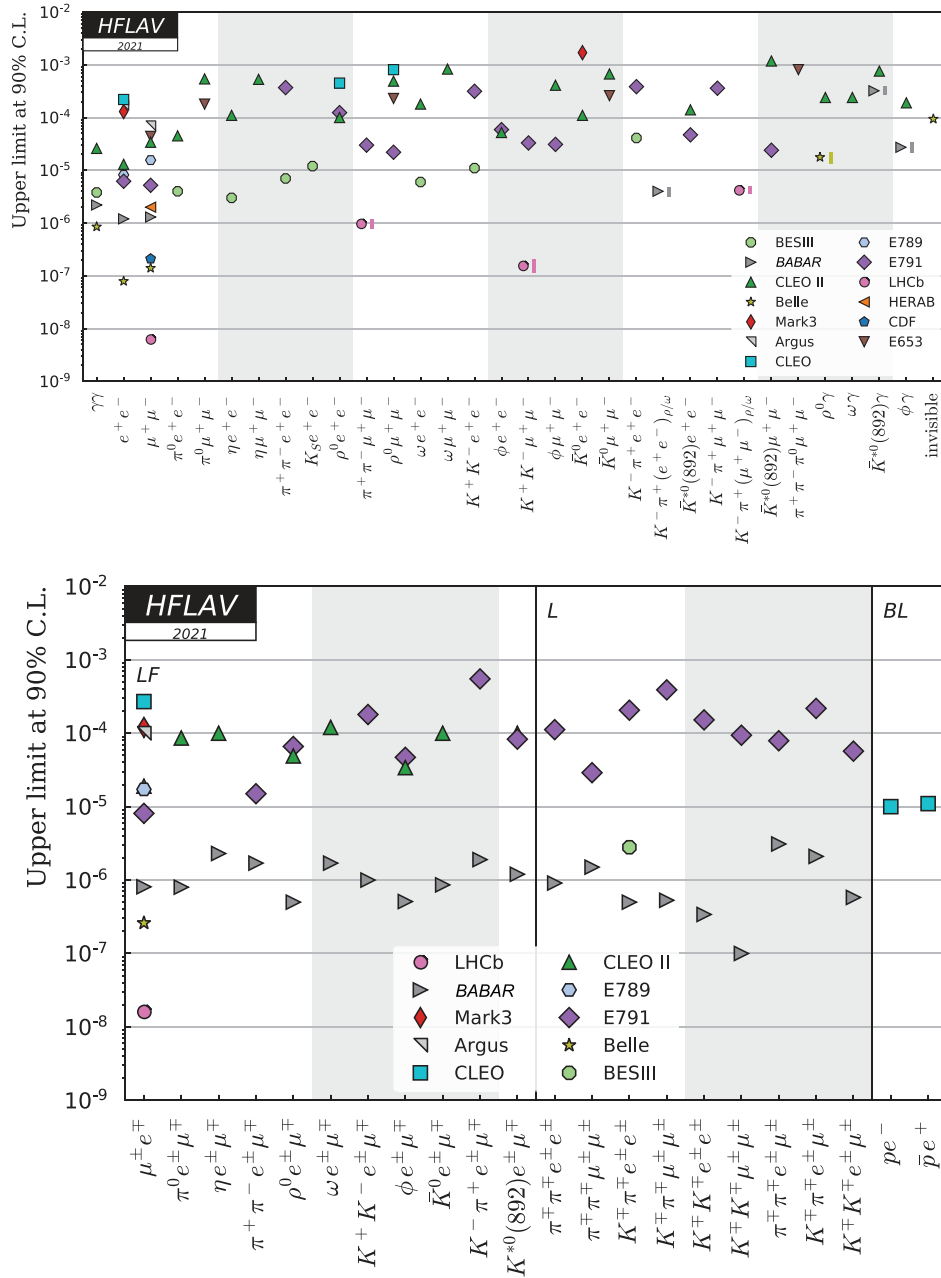 HFLAV
2021
Upper limit at 90% C.L.
10⁻²
10⁻³
10⁻⁴
10⁻⁵
10⁻⁶
10⁻⁷
10⁻⁸
10⁻⁹
BESIII
BABAR
CLEO II
Belle
Mark3
Argus
CLEO
E789
E791
LHCb
HERAB
CDF
E653
γγ
e⁺e⁻
μ⁺μ⁻
π⁰e⁺e⁻
π⁰μ⁺μ⁻
ηe⁺e⁻
ημ⁺μ⁻
π⁺π⁻e⁺e⁻
K_S e⁺e⁻
ρ⁰e⁺e⁻
π⁺π⁻μ⁺μ⁻
ρ⁰μ⁺μ⁻
ωe⁺e⁻
ωμ⁺μ⁻
K⁺K⁻e⁺e⁻
ϕe⁺e⁻
K⁺K⁻μ⁺μ⁻
ϕμ⁺μ⁻
K̄⁰e⁺e⁻
K̄⁰μ⁺μ⁻
K⁻π⁺e⁺e⁻
K⁻π⁺(e⁺e⁻)_ρ/ω
K̄*⁰(892)e⁺e⁻
K⁻π⁺μ⁺μ⁻
K⁻π⁺(μ⁺μ⁻)_ρ/ω
K̄*⁰(892)μ⁺μ⁻
π⁺π⁻π⁰μ⁺μ⁻
ρ⁰γ
ωγ
K̄*⁰(892)γ
ϕγ
invisible
HFLAV
2021
LF
L
BL
Upper limit at 90% C.L.
10⁻²
10⁻³
10⁻⁴
10⁻⁵
10⁻⁶
10⁻⁷
10⁻⁸
10⁻⁹
LHCb
BABAR
Mark3
Argus
CLEO
CLEO II
E789
E791
Belle
BESIII
μ±e∓
π⁰e±μ∓
ηe±μ∓
π⁺π⁻e±μ∓
ρ⁰e±μ∓
ωe±μ∓
K⁺K⁻e±μ∓
ϕe±μ∓
K̄⁰e±μ∓
K⁻π⁺e±μ∓
K*⁰(892)e±μ∓
π∓π∓e±e±
π∓π∓μ±μ±
K∓π∓e±e±
K∓π∓μ±μ±
K∓K∓e±e±
K∓K∓μ±μ±
π∓π∓e±μ±
K∓π∓e±μ±
K∓K∓e±μ±
pe⁻
p̄e⁺